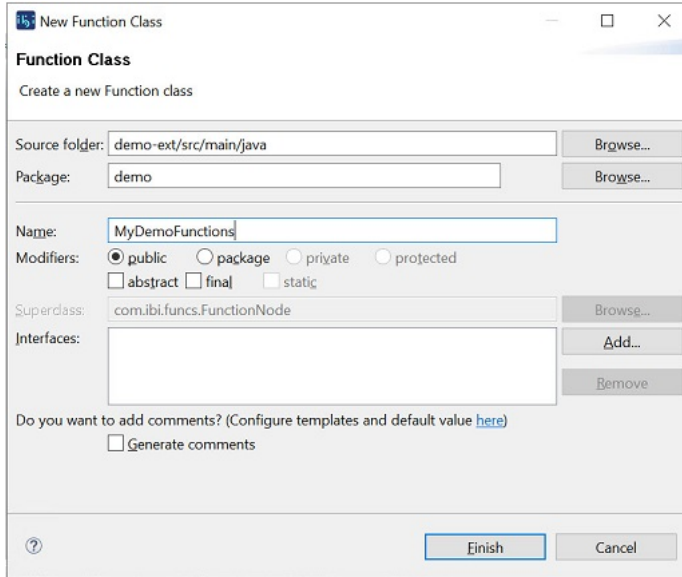 New Function Class
Function Class
Create a new Function class
Source folder: demo-ext/src/main/java Browse...
Package: demo Browse...
Name: MyDemoFunctions
Modifiers: public package private protected
abstract final static
Superclass: com.ibi.funcs.FunctionNode Browse...
Interfaces: Add...
Remove
Do you want to add comments? (Configure templates and default value here)
Generate comments
Finish Cancel